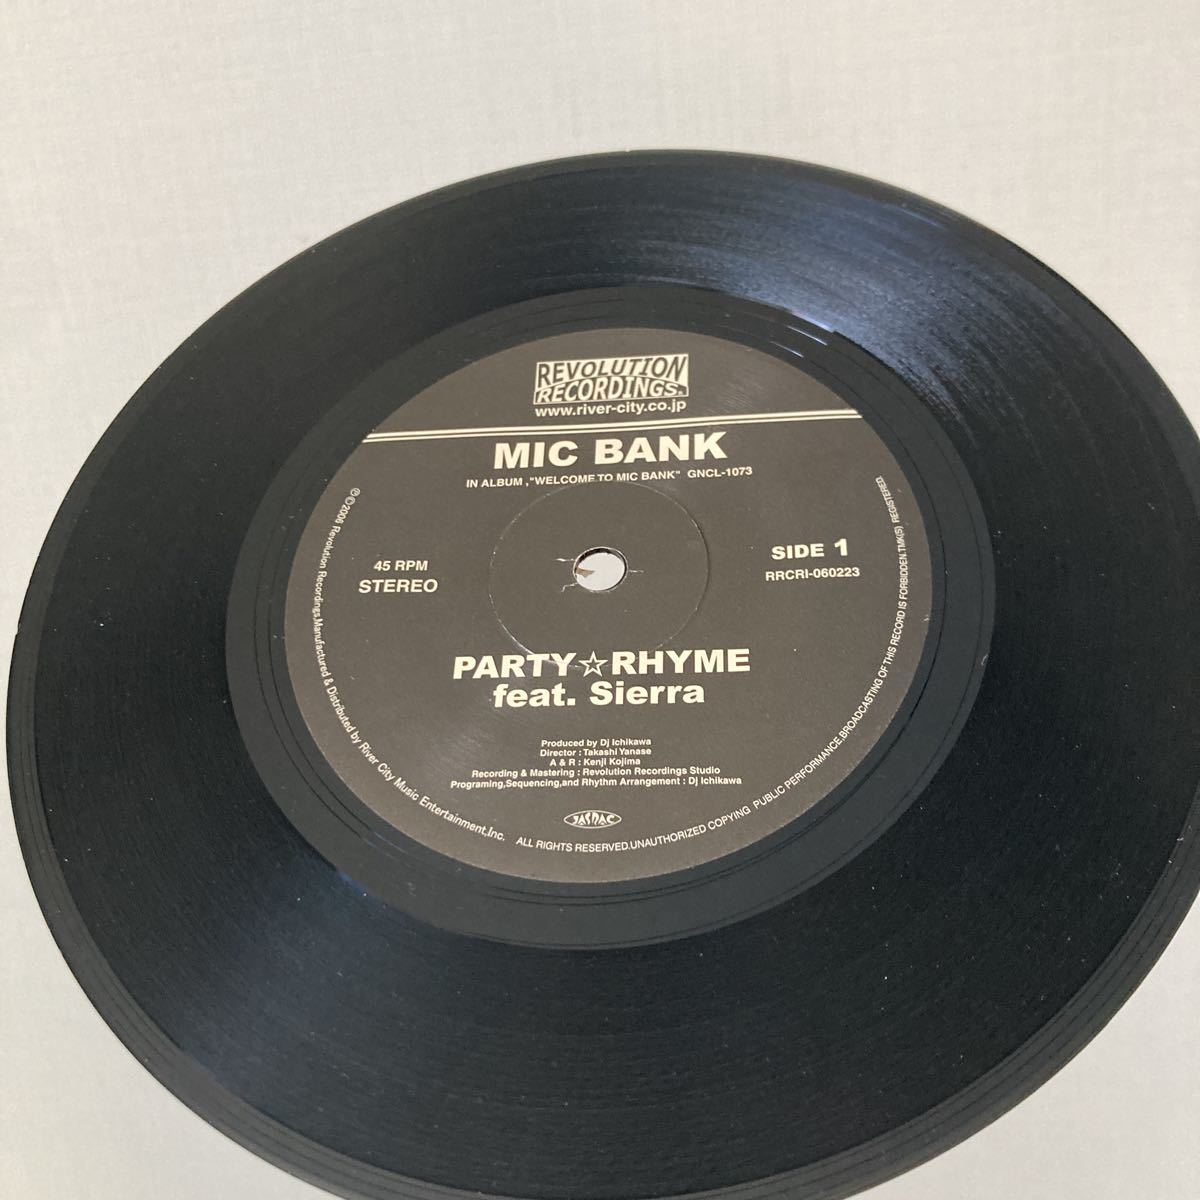 REVOLUTION
RECORDINGS
www.river-city.co.jp
MIC BANK
IN ALBUM ,"WELCOME TO MIC BANK" GNCL-1073
45 RPM
STEREO
SIDE 1
RRCRI-060223
PARTY☆RHYME
feat. Sierra
Produced by Dj Ichikawa
Director : Takashi Yanase
A & R : Kenji Kojima
Recording & Mastering : Revolution Recordings Studio
Programing,Sequencing,and Rhythm Arrangement : Dj Ichikawa
JASRAC
℗©2006 Revolution Recordings,Manufactured & Distributed by River City Music Entertainment,Inc. ALL RIGHTS RESERVED.UNAUTHORIZED COPYING PUBLIC PERFORMANCE,BROADCASTING OF THIS RECORD IS FORBIDDEN.TMK(S) REGISTERED.